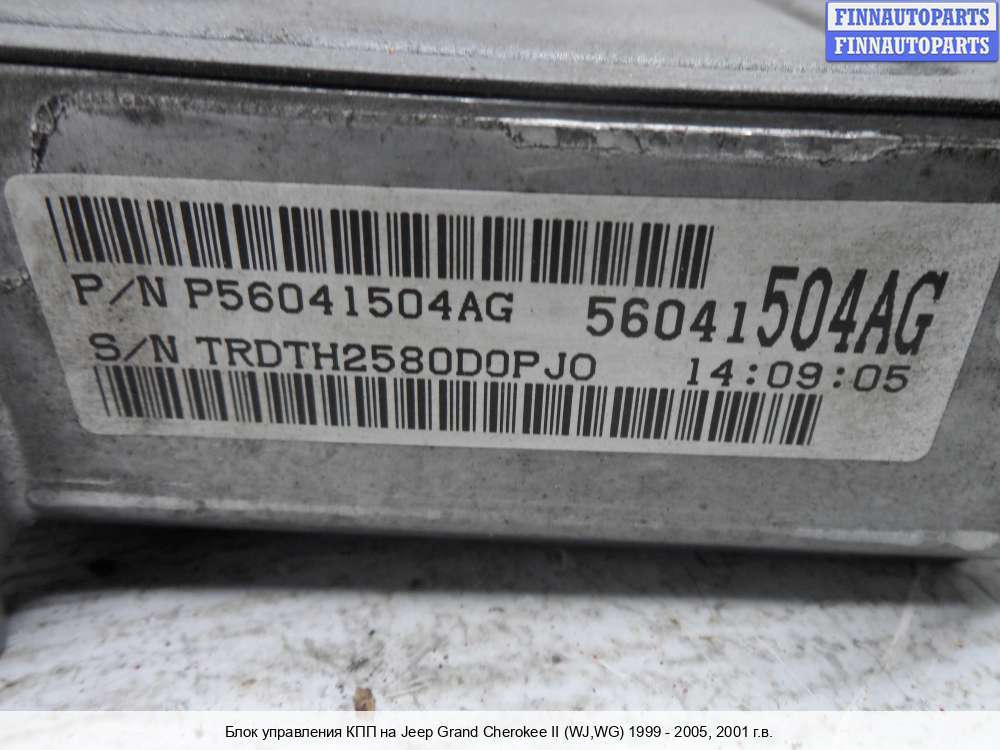 FINNAUTOPARTS
FINNAUTOPARTS
P/N P56041504AG 56041504AG
S/N TRDTH2580D0PJ0 14:09:05
Блок управления КПП на Jeep Grand Cherokee II (WJ,WG) 1999 - 2005, 2001 г.в.